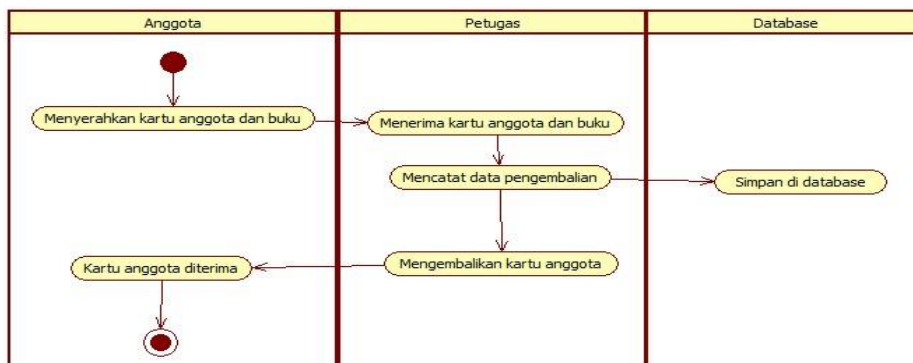 Anggota
Petugas
Database
Menyerahkan kartu anggota dan buku
Menerima kartu anggota dan buku
Mencatat data pengembalian
Simpan di database
Mengembalikan kartu anggota
Kartu anggota diterima